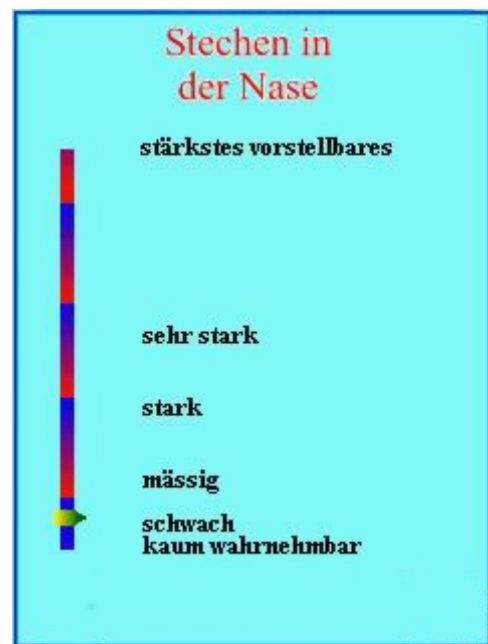 Stechen in
der Nase
stärkstes vorstellbares
sehr stark
stark
mässig
schwach
kaum wahrnehmbar